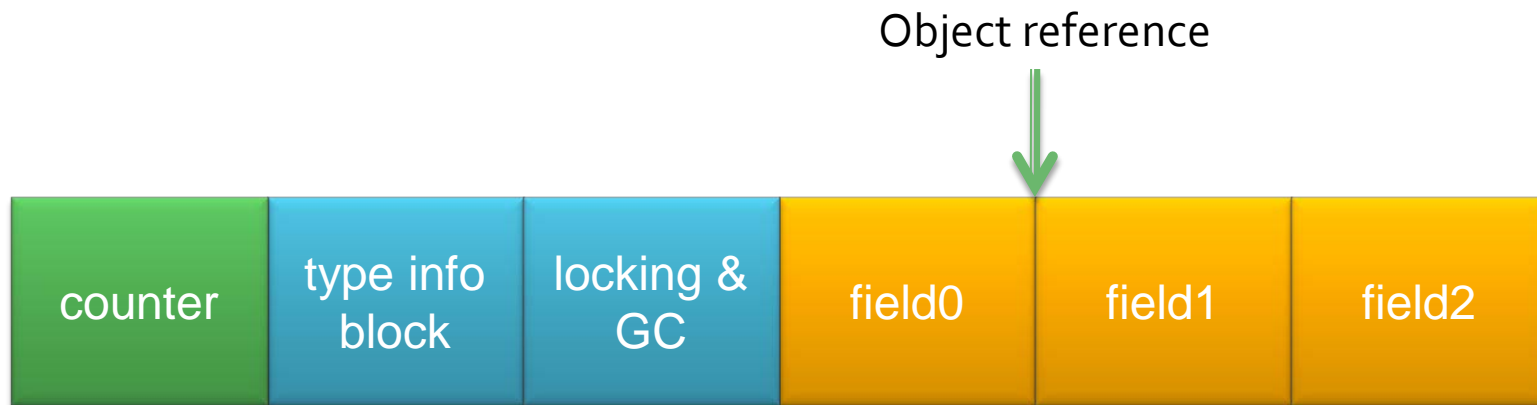 Object reference
counter
type info
block
locking &
GC
field0
field1
field2